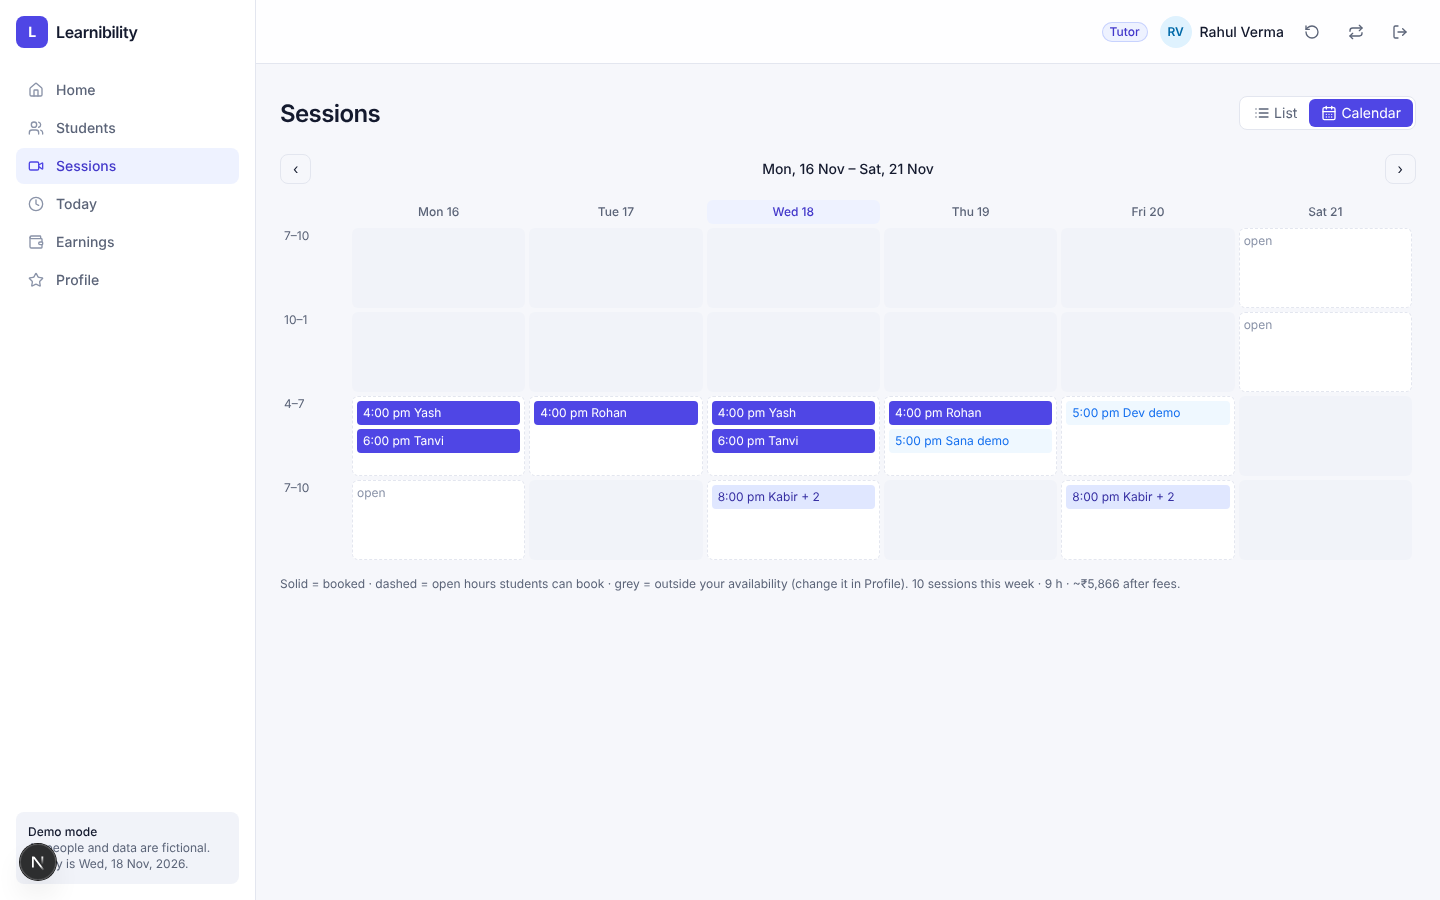 L Learnibility
Tutor RV Rahul Verma
Home
Students
Sessions
Today
Earnings
Profile
Sessions
List Calendar
‹ Mon, 16 Nov – Sat, 21 Nov ›
Mon 16 Tue 17 Wed 18 Thu 19 Fri 20 Sat 21
7–10
open
10–1
open
4–7
4:00 pm Yash 4:00 pm Rohan 4:00 pm Yash 4:00 pm Rohan 5:00 pm Dev demo
6:00 pm Tanvi 6:00 pm Tanvi 5:00 pm Sana demo
7–10
open 8:00 pm Kabir + 2 8:00 pm Kabir + 2
Solid = booked · dashed = open hours students can book · grey = outside your availability (change it in Profile). 10 sessions this week · 9 h · ~₹5,866 after fees.
Demo mode
people and data are fictional.
is Wed, 18 Nov, 2026.
N